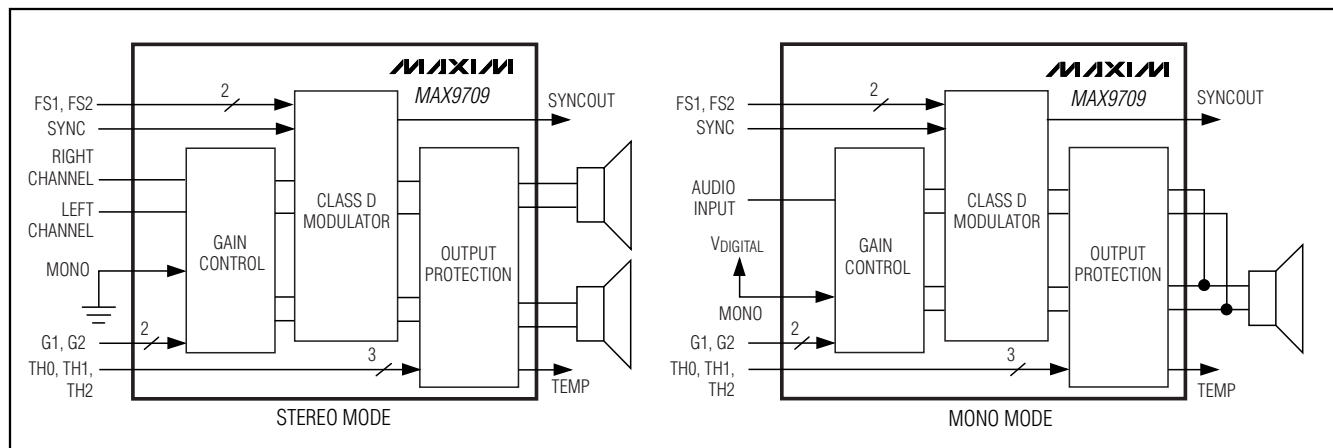 MAXIM
MAX9709
FS1, FS2
2
SYNCOUT
SYNC
RIGHT
CHANNEL
LEFT
CHANNEL
CLASS D
MODULATOR
GAIN
CONTROL
OUTPUT
PROTECTION
MONO
G1, G2
2
TH0, TH1,
TH2
3
TEMP
STEREO MODE
MAXIM
MAX9709
FS1, FS2
2
SYNCOUT
SYNC
AUDIO
INPUT
CLASS D
MODULATOR
VDIGITAL
GAIN
CONTROL
OUTPUT
PROTECTION
MONO
G1, G2
2
TH0, TH1,
TH2
3
TEMP
MONO MODE